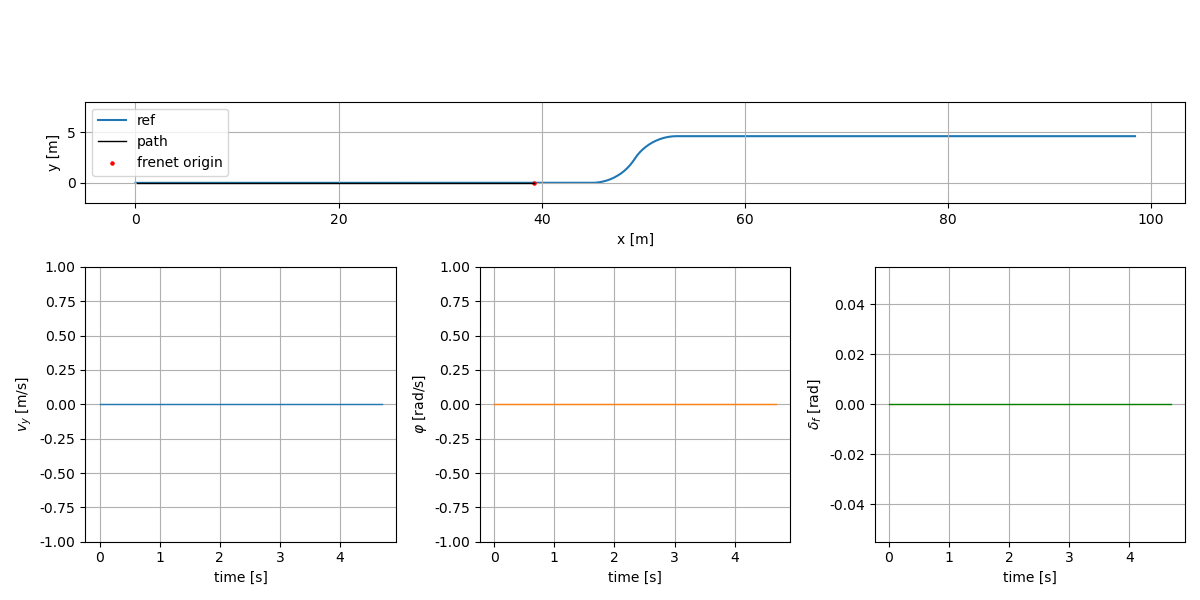 ref
path
frenet origin
5
0
y [m]
0 20 40 60 80 100
x [m]
1.00
0.75
0.50
0.25
0.00
-0.25
-0.50
-0.75
-1.00
v_y [m/s]
0 1 2 3 4
time [s]
1.00
0.75
0.50
0.25
0.00
-0.25
-0.50
-0.75
-1.00
φ [rad/s]
0 1 2 3 4
time [s]
0.04
0.02
0.00
-0.02
-0.04
δ_f [rad]
0 1 2 3 4
time [s]